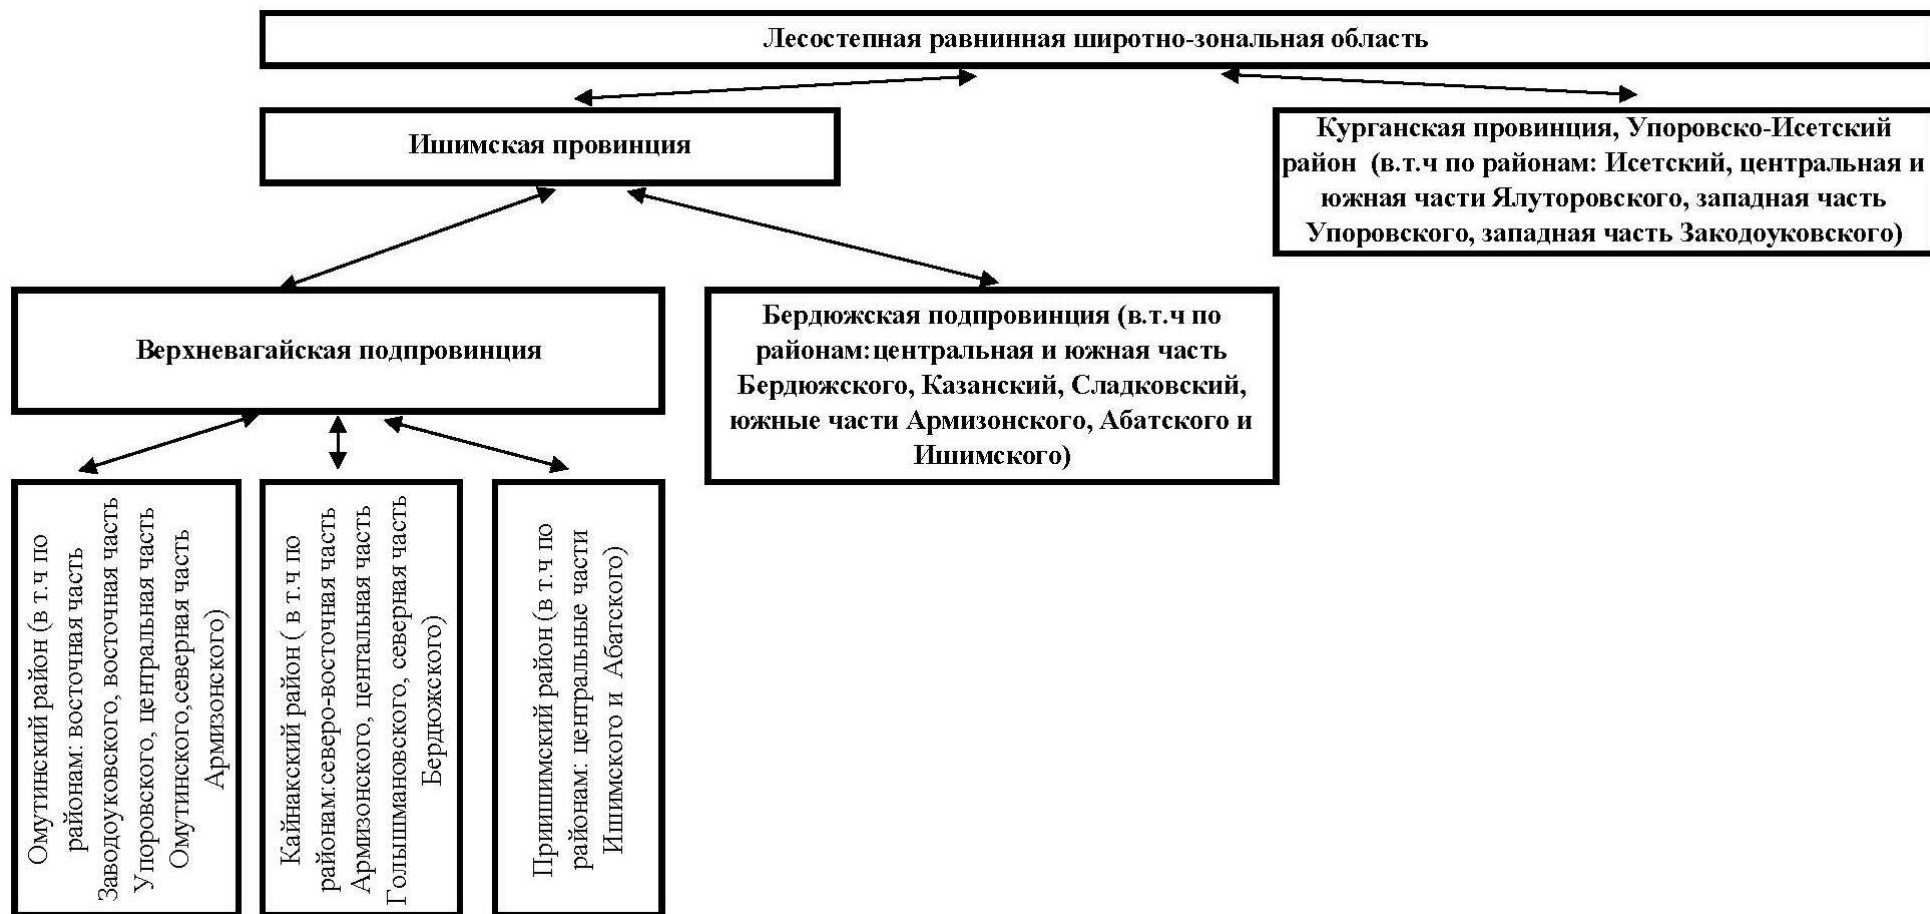 Лесостепная равнинная широтно-зональная область
Ишимская провинция
Курганская провинция, Упоровско-Исетский
район (в.т.ч по районам: Исетский, центральная и
южная части Ялуторовского, западная часть
Упоровского, западная часть Закодоуковского)
Верхневагайская подпровинция
Бердюжская подпровинция (в.т.ч по
районам:центральная и южная часть
Бердюжского, Казанский, Сладковский,
южные части Армизонского, Абатского и
Ишимского)
Омутинский район (в т.ч по
районам: восточная часть
Заводоуковского, восточная часть
Упоровского, центральная часть
Омутинского,северная часть
Армизонского)
Кайнакский район ( в т.ч по
районам:северо-восточная часть
Армизонского, центальная часть
Голышмановского, северная часть
Бердюжского)
Приишимский район (в т.ч по
районам: центральные части
Ишимского и Абатского)